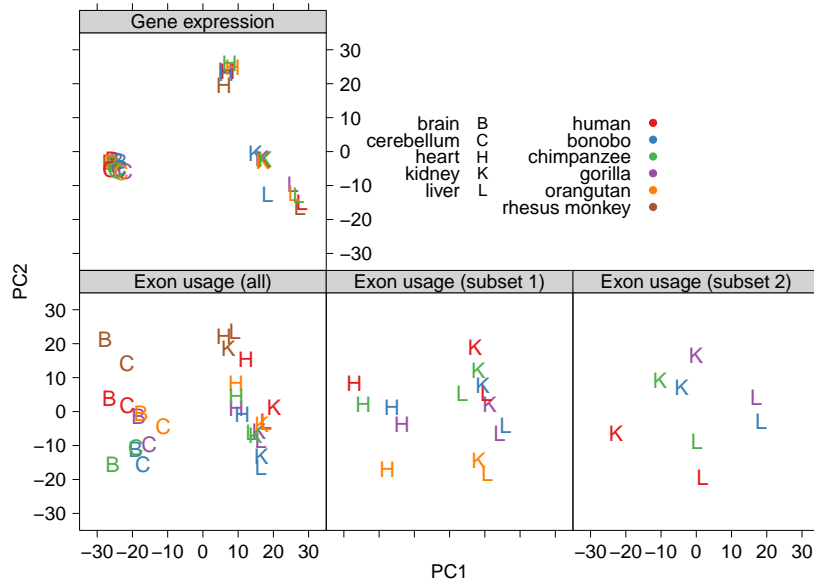 Gene expression
30
20
10
0
−10
−20
−30
brain B
cerebellum C
heart H
kidney K
liver L
human
bonobo
chimpanzee
gorilla
orangutan
rhesus monkey
PC2
Exon usage (all)
Exon usage (subset 1)
Exon usage (subset 2)
30
20
10
0
−10
−20
−30
−30 −20 −10 0 10 20 30
−30 −20 −10 0 10 20 30
PC1